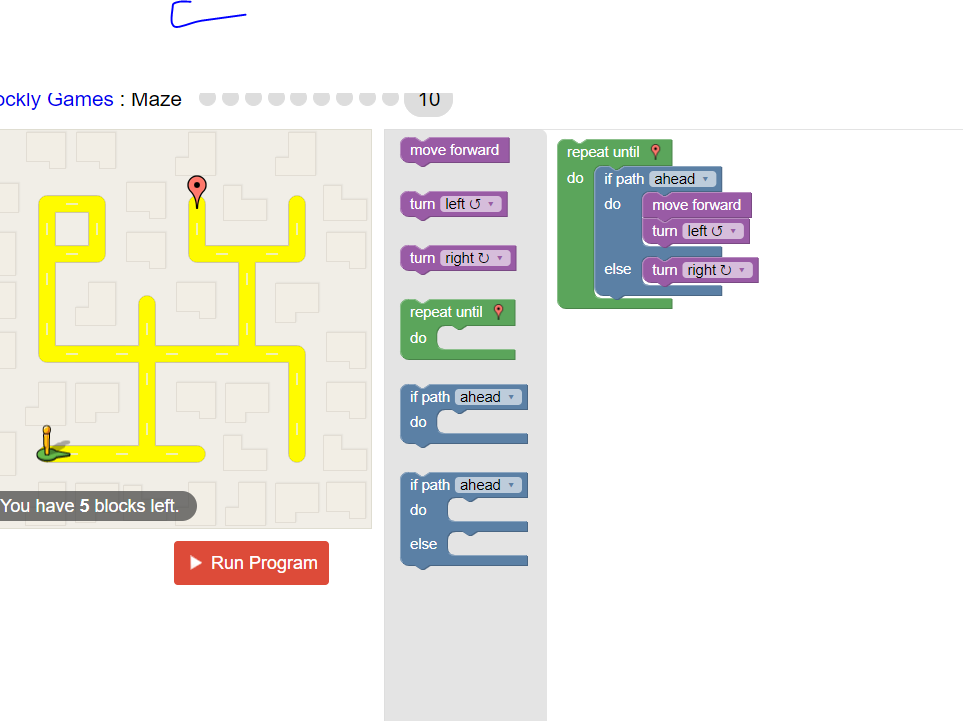 ockly Games : Maze
10
move forward
turn left ↺
turn right ↻
repeat until
do
if path ahead
do
if path ahead
do
else
repeat until
do
if path ahead
do
move forward
turn left ↺
else
turn right ↻
You have 5 blocks left.
Run Program